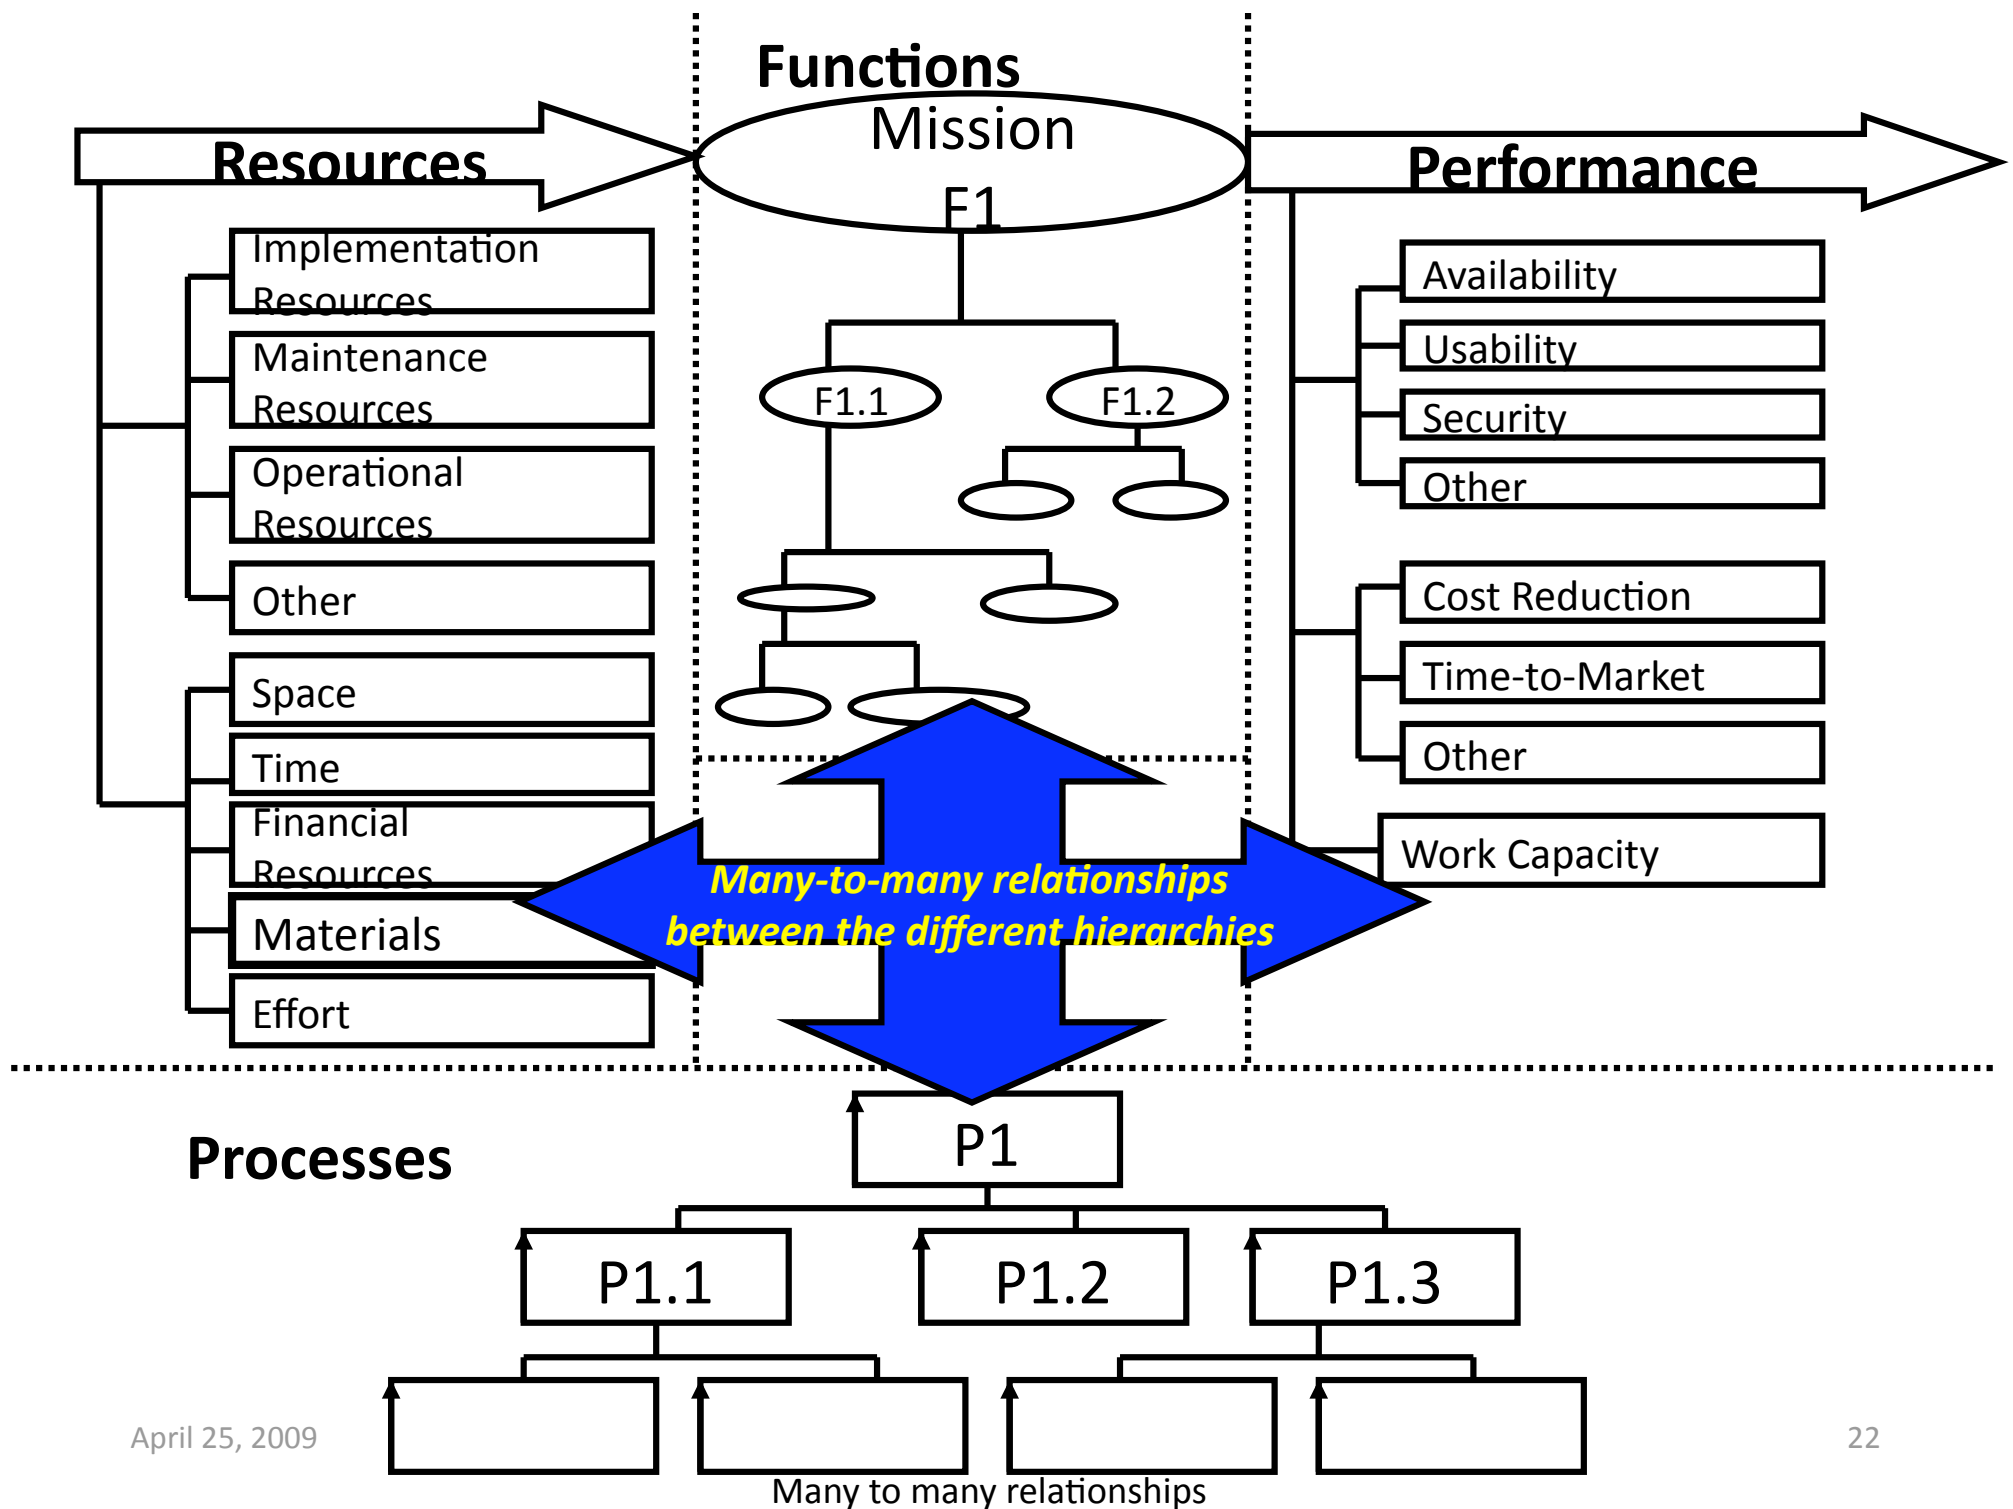 Functions
Mission
F1
Resources
Performance
Implementation
Resources
Maintenance
Resources
Operational
Resources
Other
Space
Time
Financial
Resources
Materials
Effort
F1.1
F1.2
Availability
Usability
Security
Other
Cost Reduction
Time-to-Market
Other
Work Capacity
Many-to-many relationships
between the different hierarchies
Processes
P1
P1.1
P1.2
P1.3
April 25, 2009
22
Many to many relationships